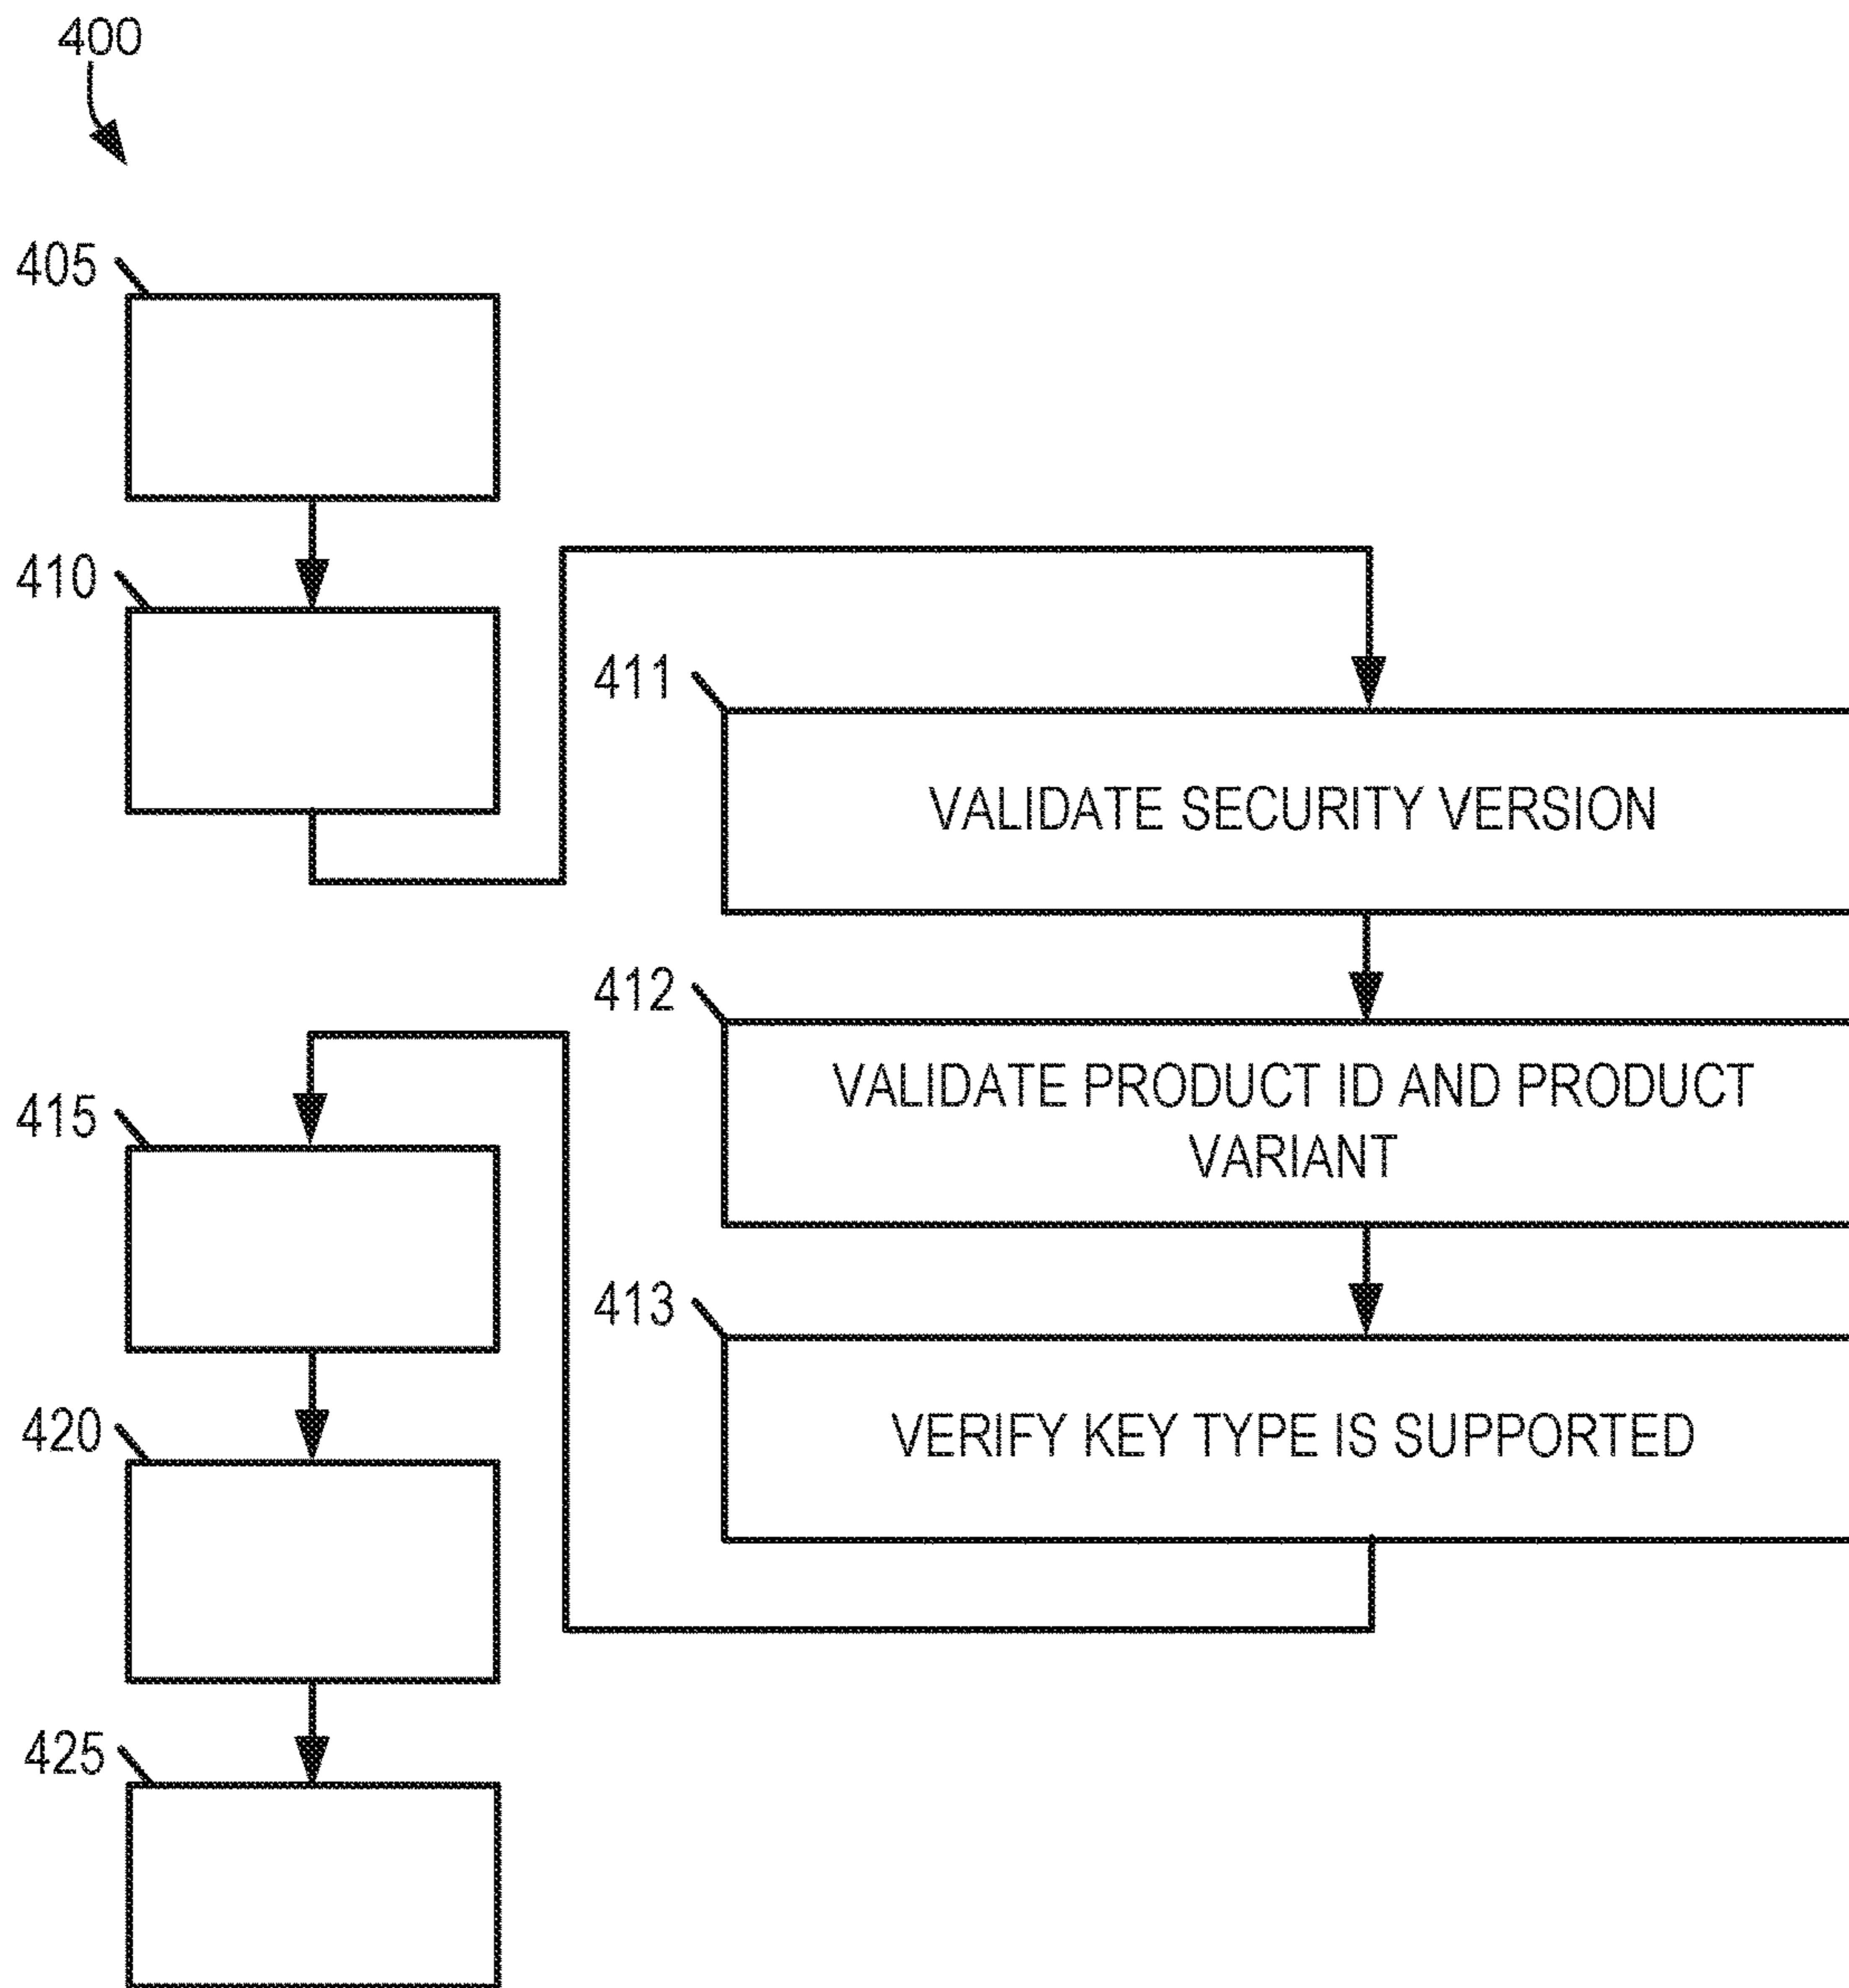 400
405
410
411
VALIDATE SECURITY VERSION
412
VALIDATE PRODUCT ID AND PRODUCT
VARIANT
415
413
VERIFY KEY TYPE IS SUPPORTED
420
425